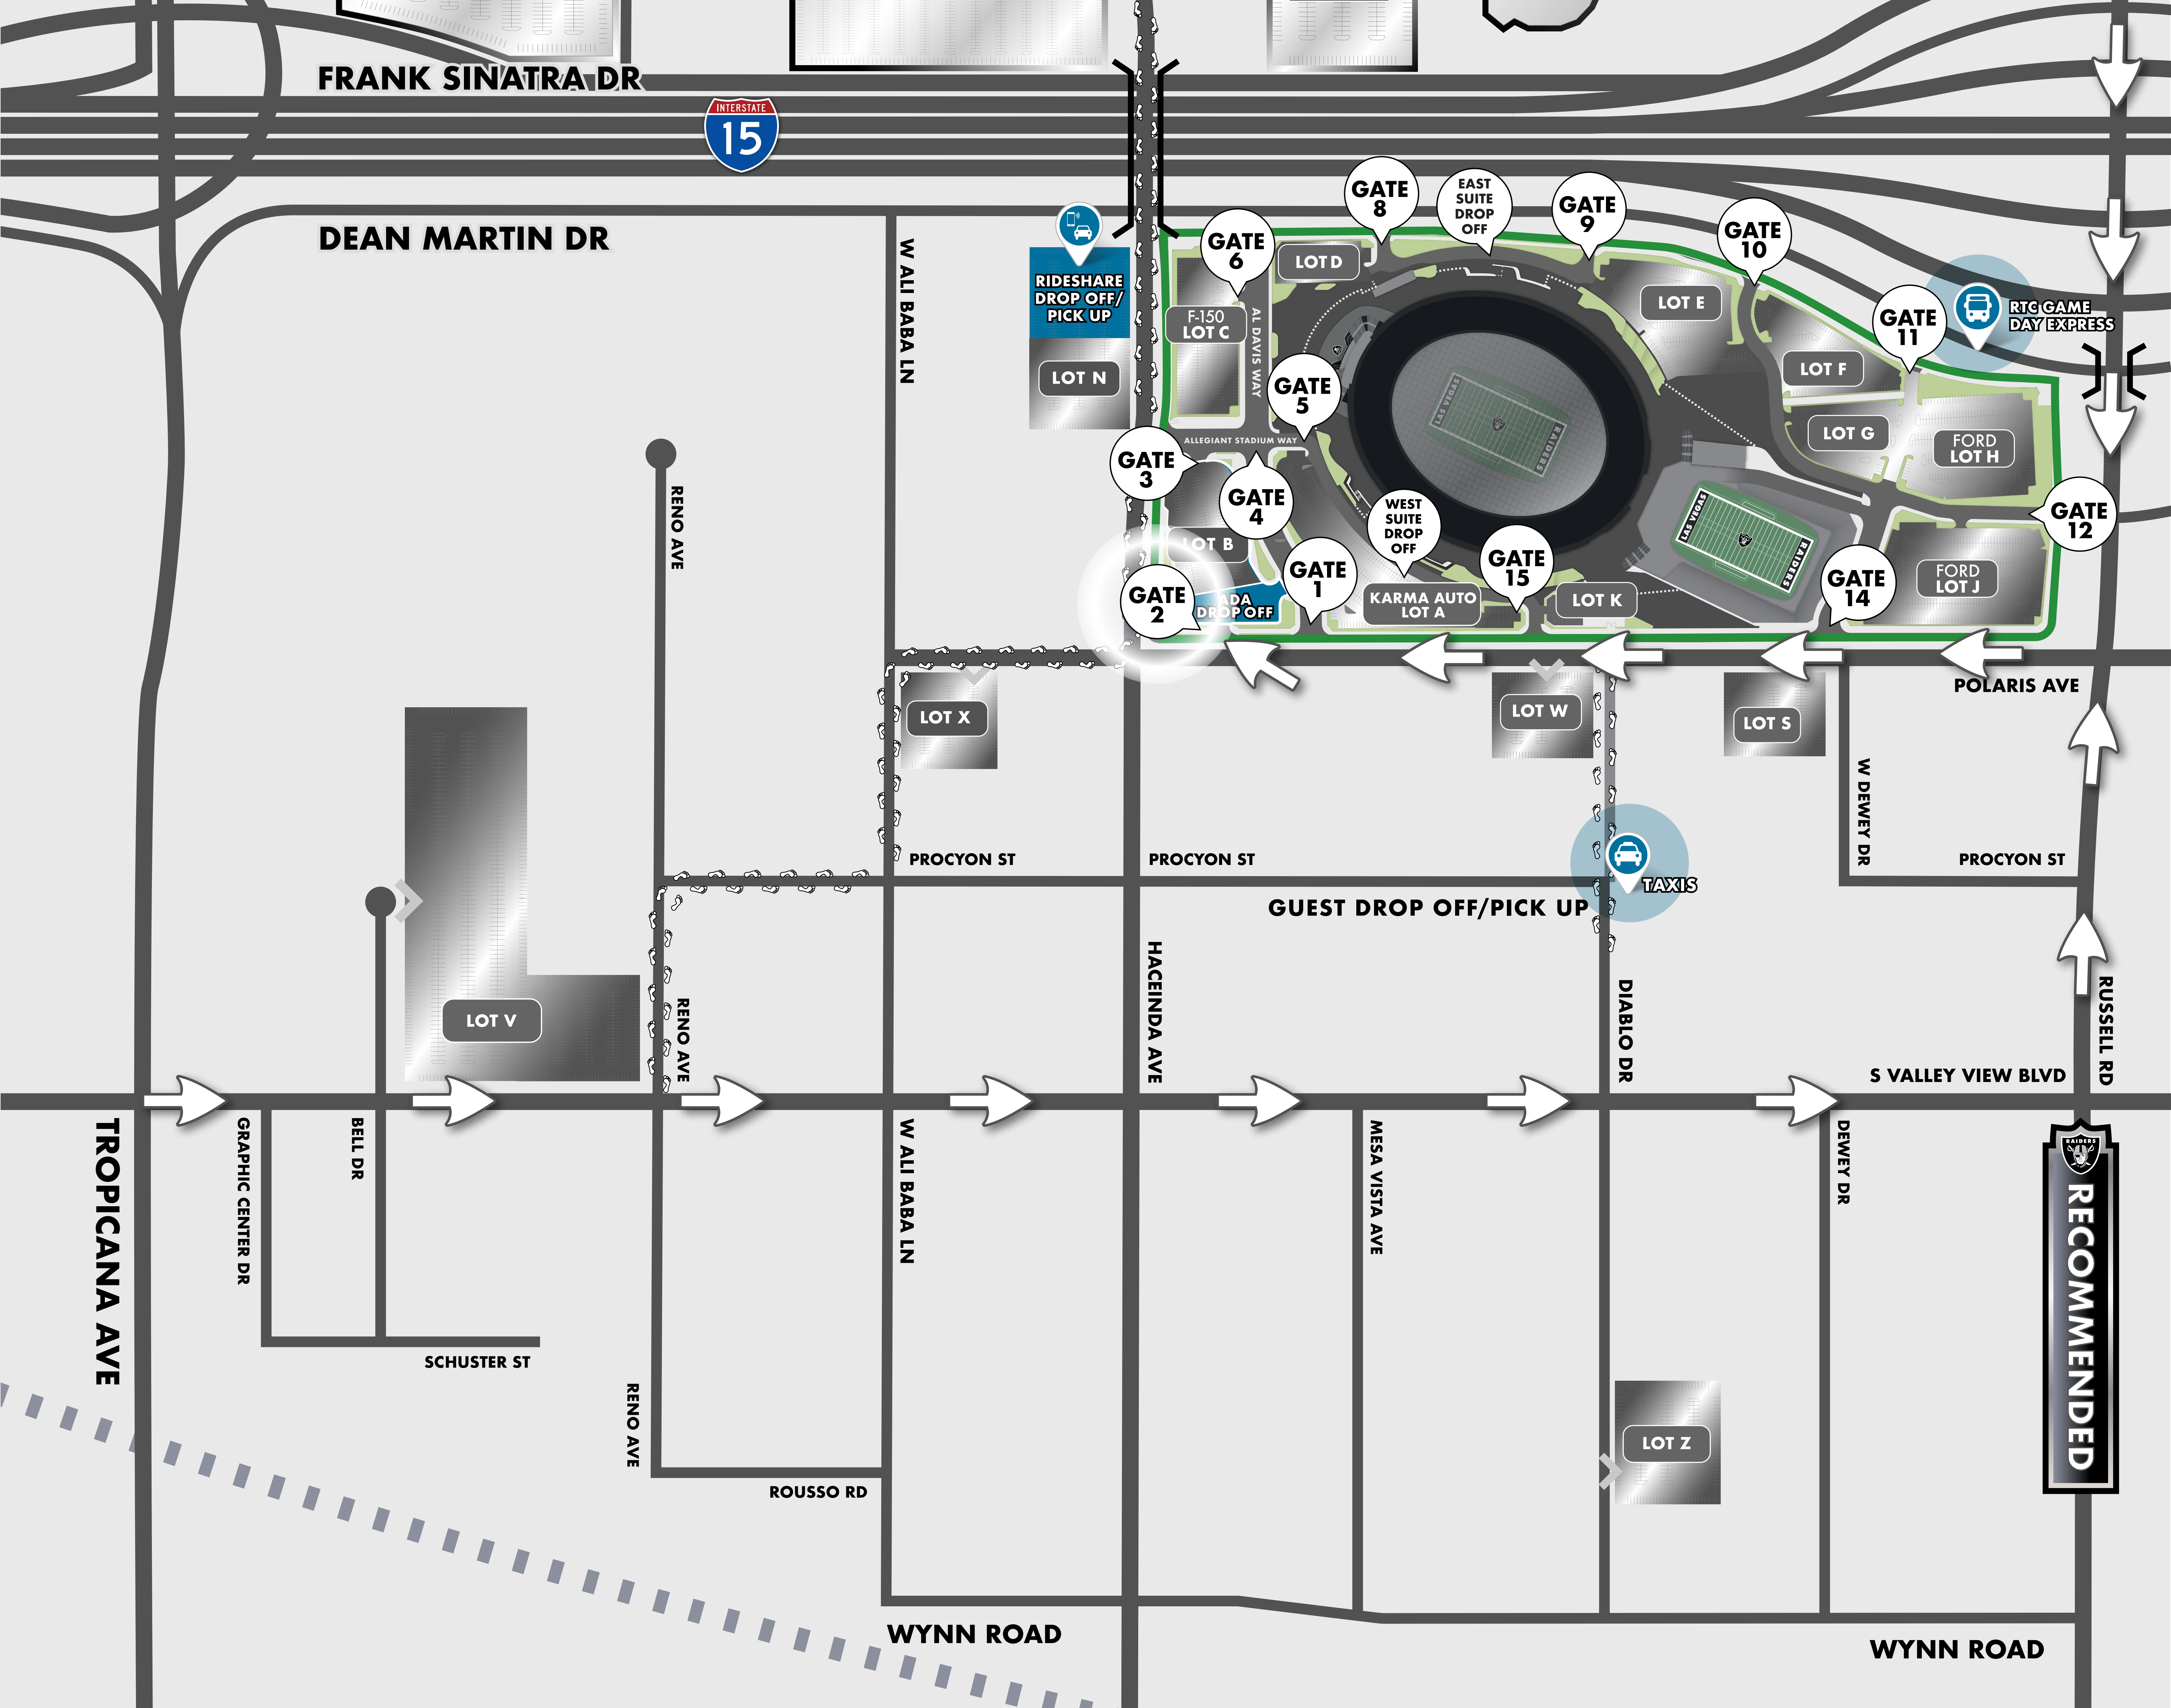 FRANK SINATRA DR
INTERSTATE
15
DEAN MARTIN DR
W ALI BABA LN
RIDESHARE
DROP OFF/
PICK UP
LOT N
GATE
6
LOT D
GATE
8
EAST
SUITE
DROP
OFF
GATE
9
GATE
10
LOT E
F-150
LOT C
AL DAVIS WAY
GATE
11
RTC GAME
DAY EXPRESS
LOT F
GATE
5
LAS VEGAS
RAIDERS
LOT G
FORD
LOT H
ALLEGIANT STADIUM WAY
GATE
3
GATE
4
WEST
SUITE
DROP
OFF
LAS VEGAS
RAIDERS
GATE
12
LOT B
GATE
2
ADA
DROP OFF
GATE
1
KARMA AUTO
LOT A
GATE
15
LOT K
GATE
14
FORD
LOT J
RENO AVE
POLARIS AVE
LOT X
LOT W
LOT S
W DEWEY DR
PROCYON ST
PROCYON ST
PROCYON ST
TAXIS
GUEST DROP OFF/PICK UP
LOT V
RENO AVE
HACEINDA AVE
DIABLO DR
RUSSELL RD
S VALLEY VIEW BLVD
TROPICANA AVE
GRAPHIC CENTER DR
BELL DR
W ALI BABA LN
MESA VISTA AVE
DEWEY DR
RAIDERS
RECOMMENDED
SCHUSTER ST
RENO AVE
LOT Z
ROUSSO RD
WYNN ROAD
WYNN ROAD